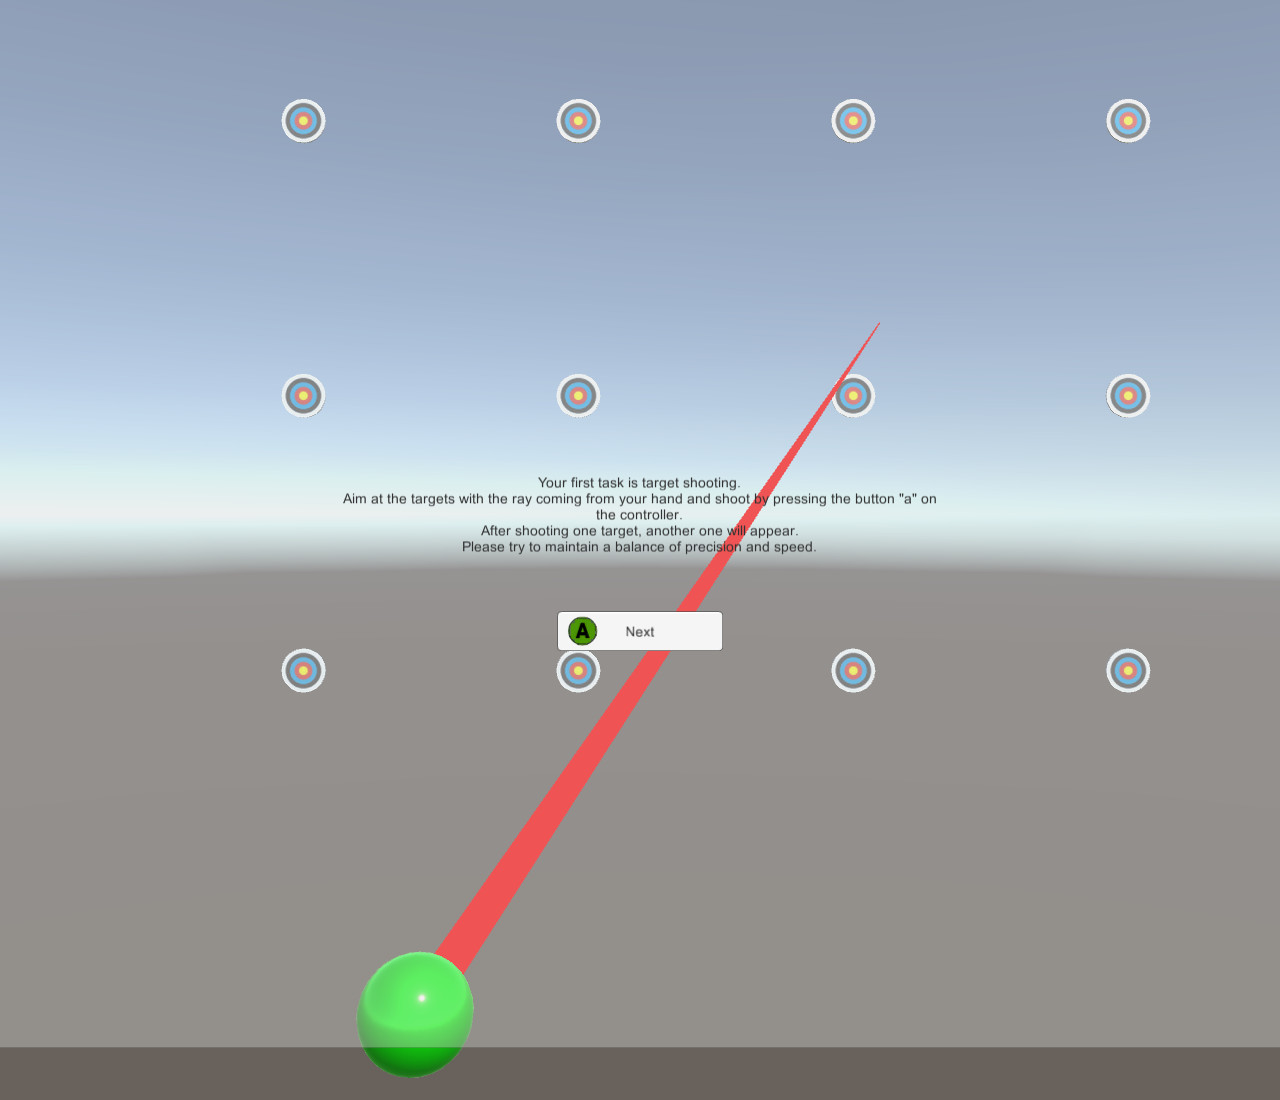 Your first task is target shooting.
Aim at the targets with the ray coming from your hand and shoot by pressing the button "a" on
the controller.
After shooting one target, another one will appear.
Please try to maintain a balance of precision and speed.
A Next